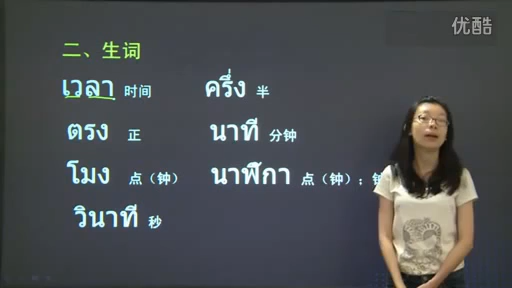 优酷
二、生词
เวลา 时间 ครึ่ง 半
ตรง 正 นาที 分钟
โมง 点（钟） นาฬิกา 点（钟）；
วินาที 秒